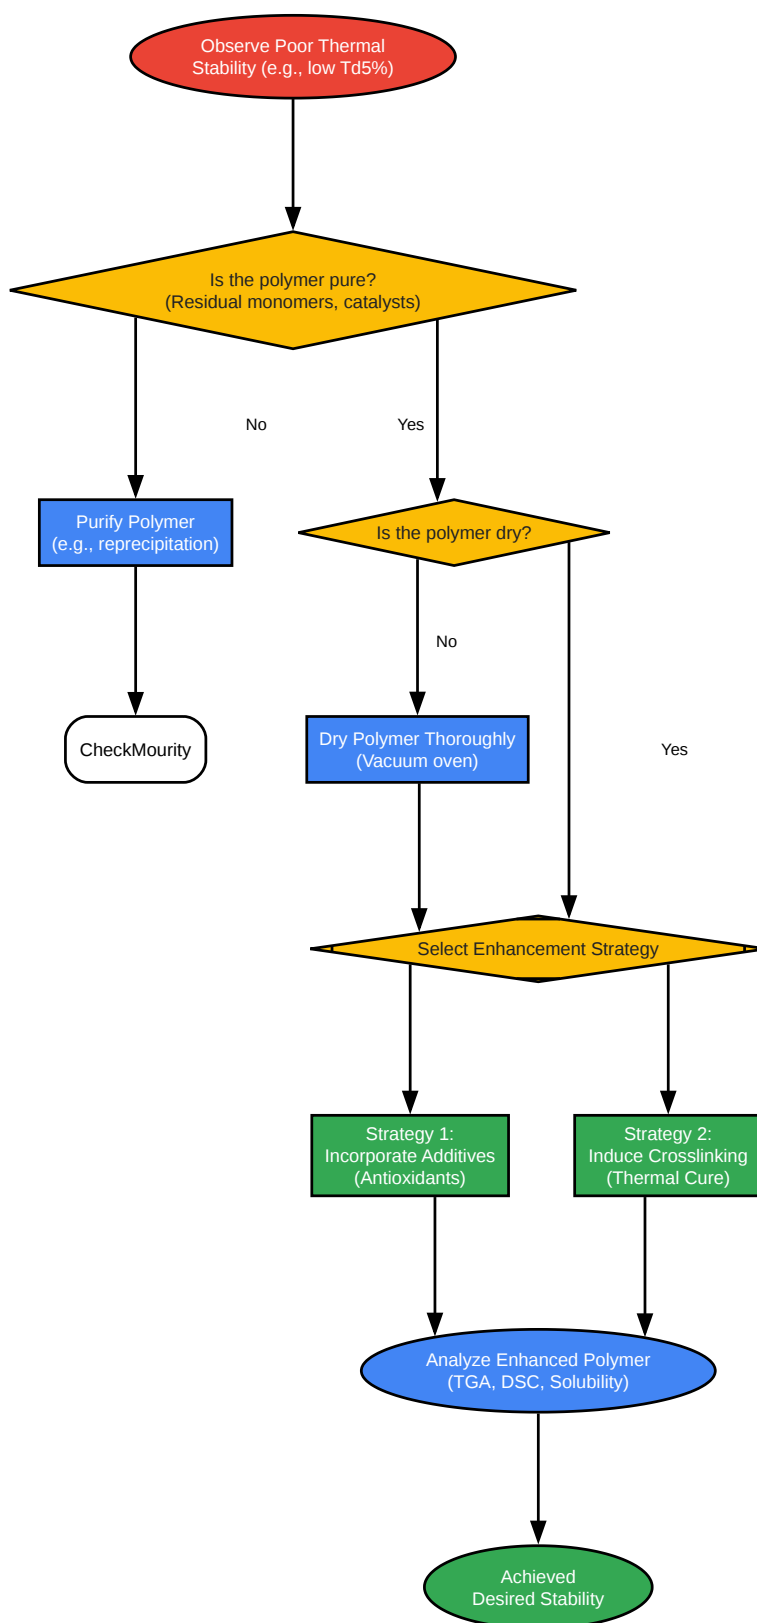 Observe Poor Thermal
Stability (e.g., low Td5%)
Is the polymer pure?
(Residual monomers, catalysts)
No
Yes
Purify Polymer
(e.g., reprecipitation)
Is the polymer dry?
No
CheckMourity
Dry Polymer Thoroughly
(Vacuum oven)
Yes
Select Enhancement Strategy
Strategy 1:
Incorporate Additives
(Antioxidants)
Strategy 2:
Induce Crosslinking
(Thermal Cure)
Analyze Enhanced Polymer
(TGA, DSC, Solubility)
Achieved
Desired Stability